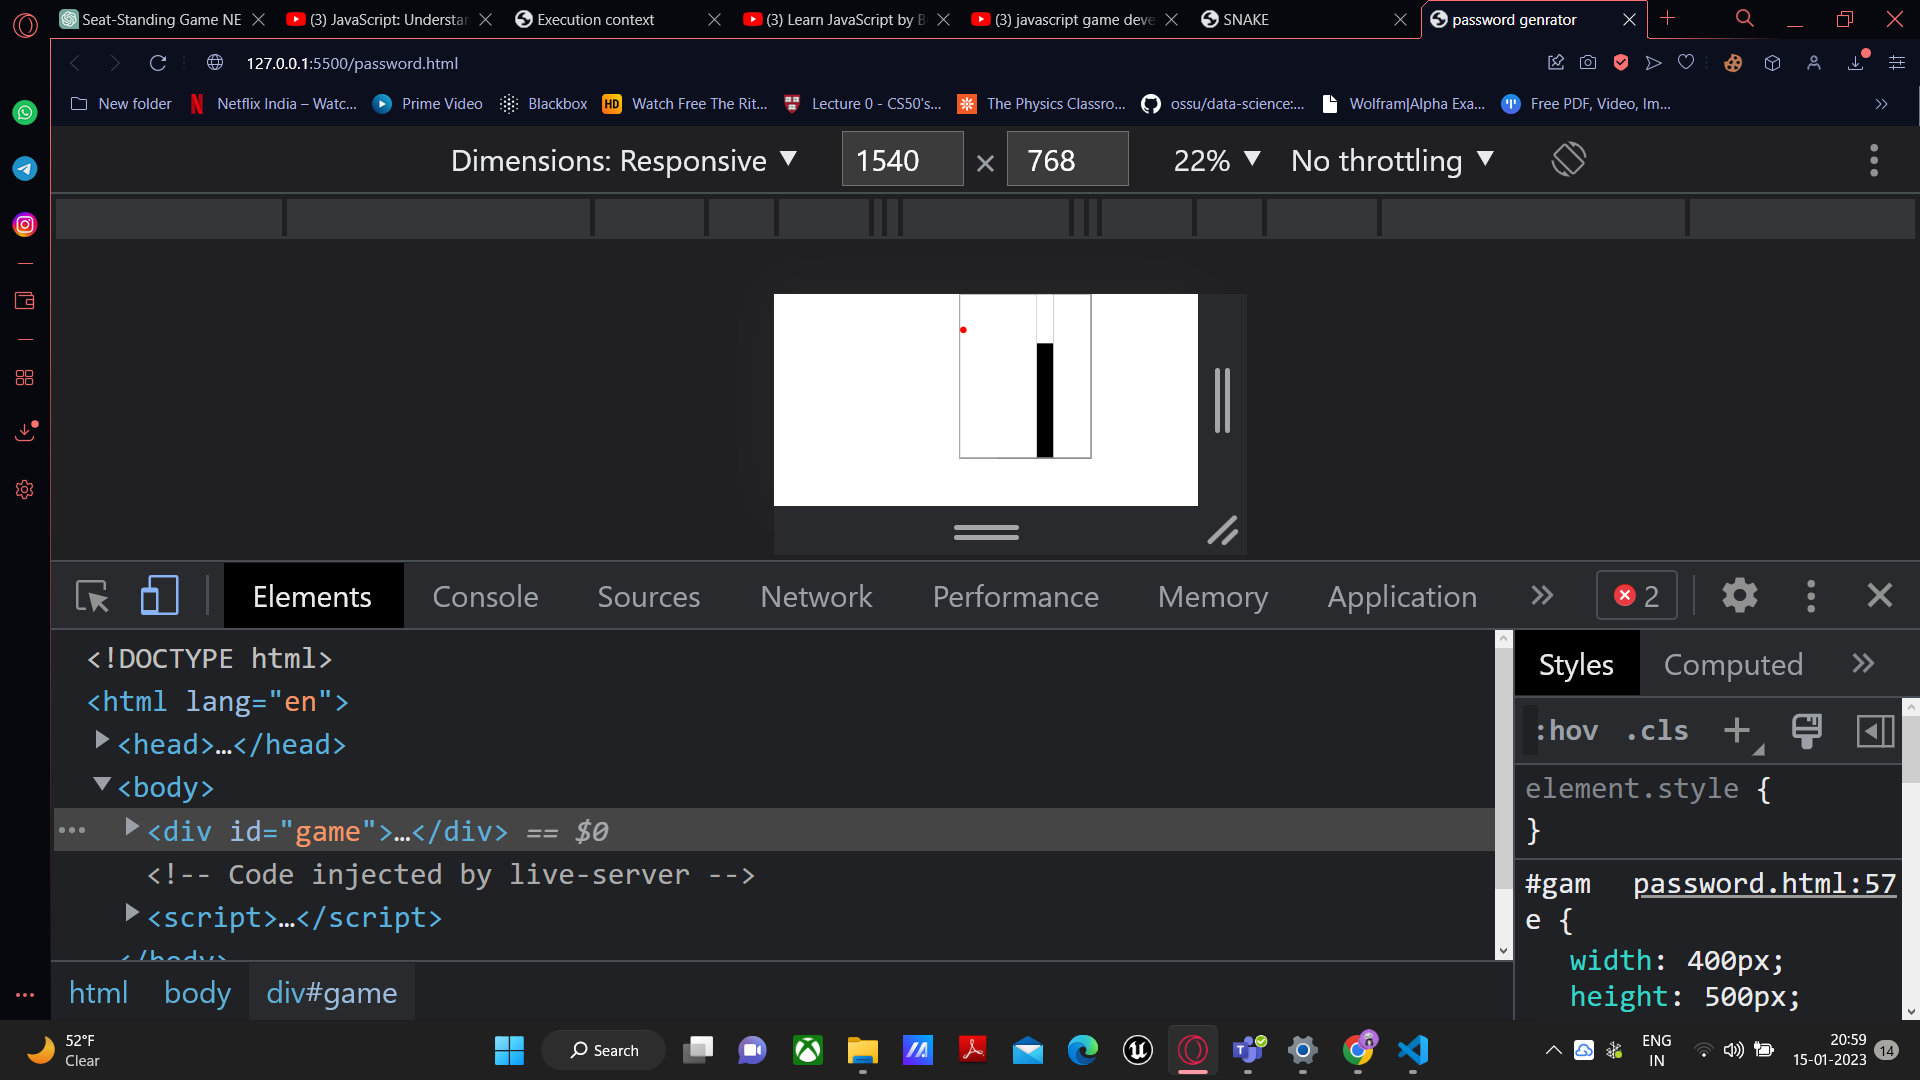 Seat-Standing Game NE
(3) JavaScript: Understan
Execution context
(3) Learn JavaScript by B
(3) javascript game deve
SNAKE
password genrator
127.0.0.1:5500/password.html
New folder
Netflix India – Watc...
Prime Video
Blackbox
HD
Watch Free The Rit...
Lecture 0 - CS50's...
The Physics Classro...
ossu/data-science:...
Wolfram|Alpha Exa...
Free PDF, Video, Im...
Dimensions: Responsive ▼ 1540 × 768 22% ▼ No throttling ▼
Elements Console Sources Network Performance Memory Application 2
<!DOCTYPE html>
<html lang="en">
<head>…</head>
<body>
<div id="game">…</div> == $0
<!-- Code injected by live-server -->
<script>…</script>
</body>
html body div#game
Styles Computed
:hov .cls +
element.style {
}
#gam password.html:57
e {
width: 400px;
height: 500px;
52°F
Clear
Search
ENG
IN
20:59
15-01-2023
14